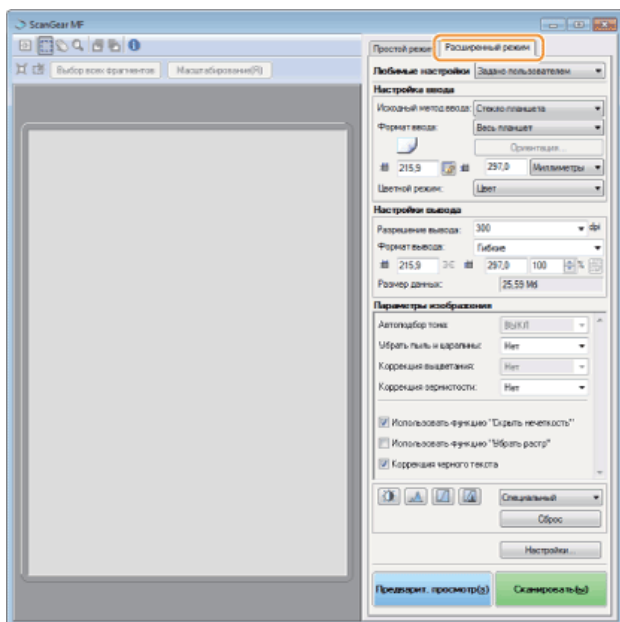 ScanGear MF
Простой режим Расширенный режим
Выбор всех фрагментов Масштабирование(R)
Любимые настройки Задано пользователем
Настройка ввода
Исходный метод ввода: Стекло планшета
Формат ввода: Весь планшет
Ориентация...
215,9 297,0 Миллиметры
Цветной режим: Цвет
Настройки вывода
Разрешение вывода: 300 dpi
Формат вывода: Гибкие
215,9 297,0 100 %
Размер данных: 25,59 Мб
Параметры изображения
Автоподбор тона: ВЫКЛ
Убрать пыль и царапины: Нет
Коррекция выцветания: Нет
Коррекция зернистости: Нет
Использовать функцию "Скрыть нечеткость"
Использовать функцию "Убрать растр"
Коррекция черного текста
Специальный
Сброс
Настройки...
Предварит. просмотр(з) Сканировать(ы)